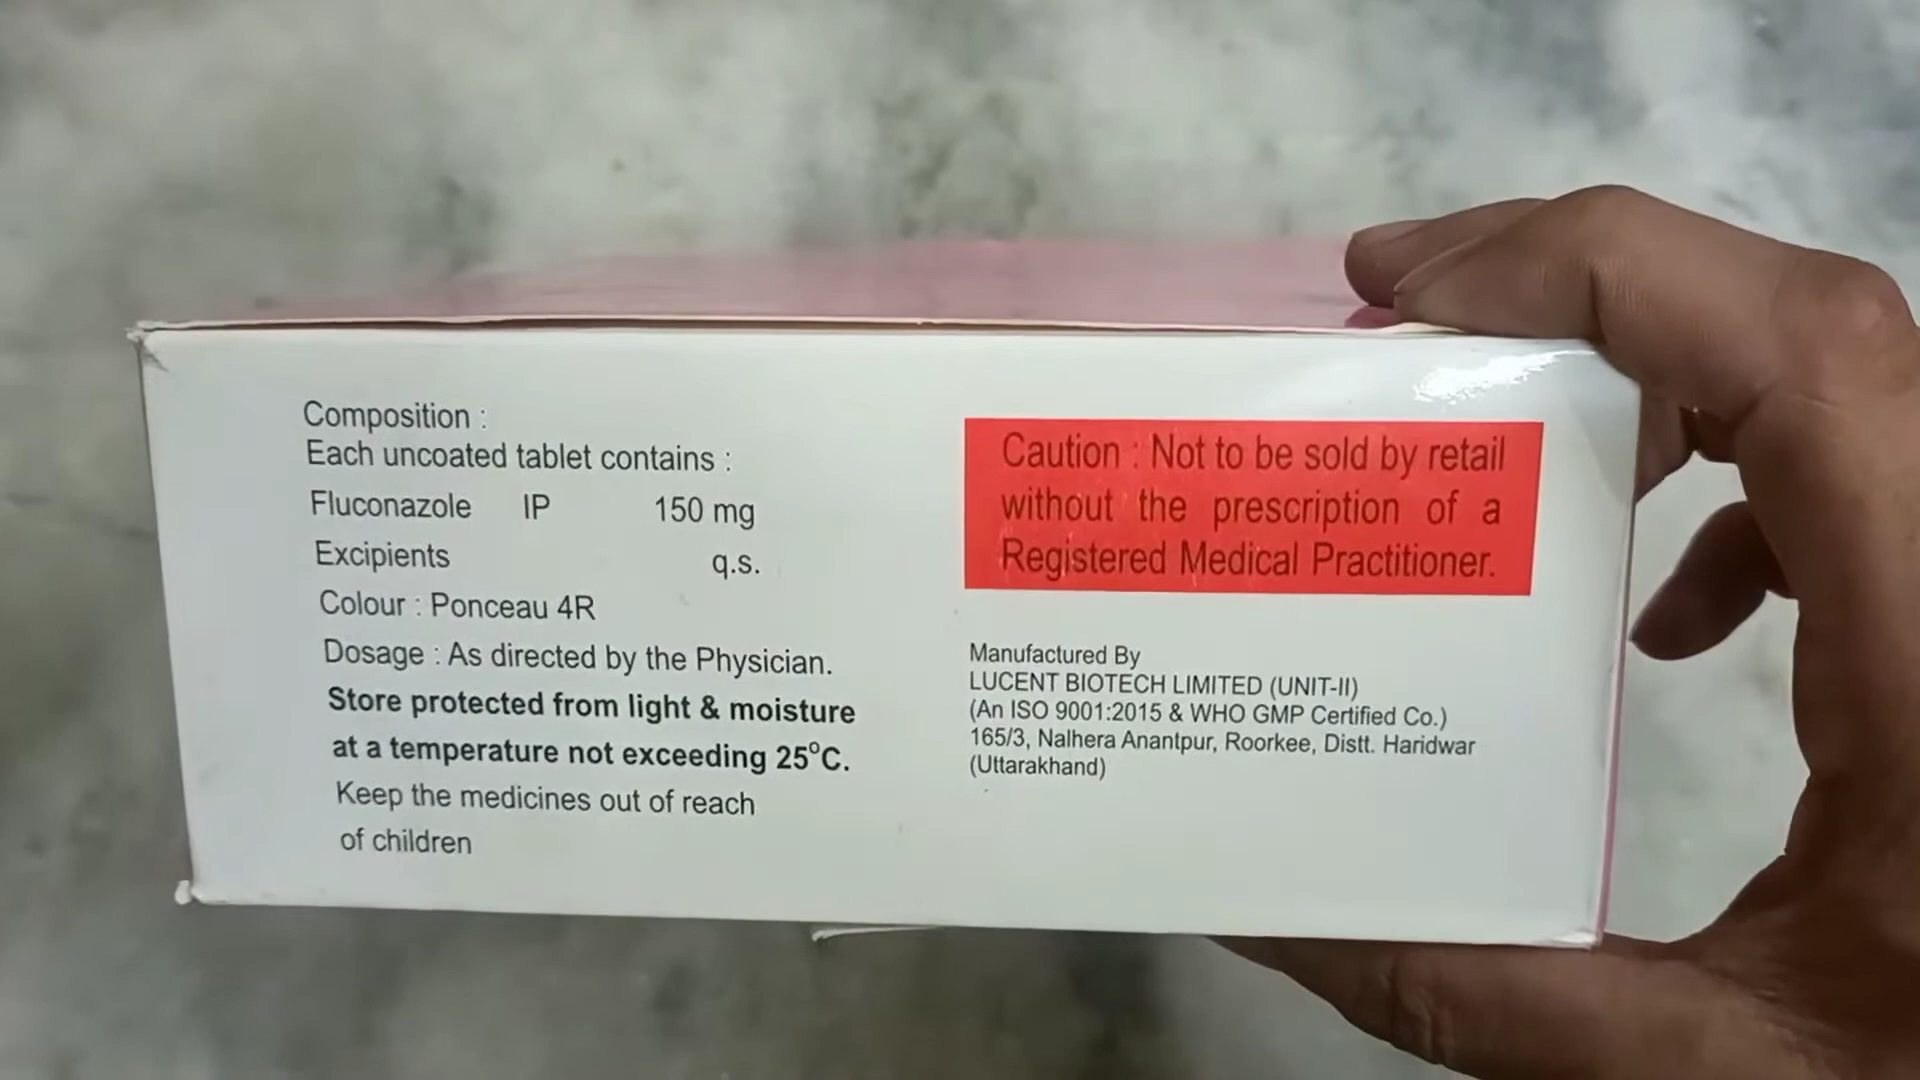 Composition :
Each uncoated tablet contains :
Fluconazole IP 150 mg
Excipients q.s.
Colour : Ponceau 4R
Dosage : As directed by the Physician.
Store protected from light & moisture
at a temperature not exceeding 25°C.
Keep the medicines out of reach
of children
Caution : Not to be sold by retail
without the prescription of a
Registered Medical Practitioner.
Manufactured By
LUCENT BIOTECH LIMITED (UNIT-II)
(An ISO 9001:2015 & WHO GMP Certified Co.)
165/3, Nalhera Anantpur, Roorkee, Distt. Haridwar
(Uttarakhand)